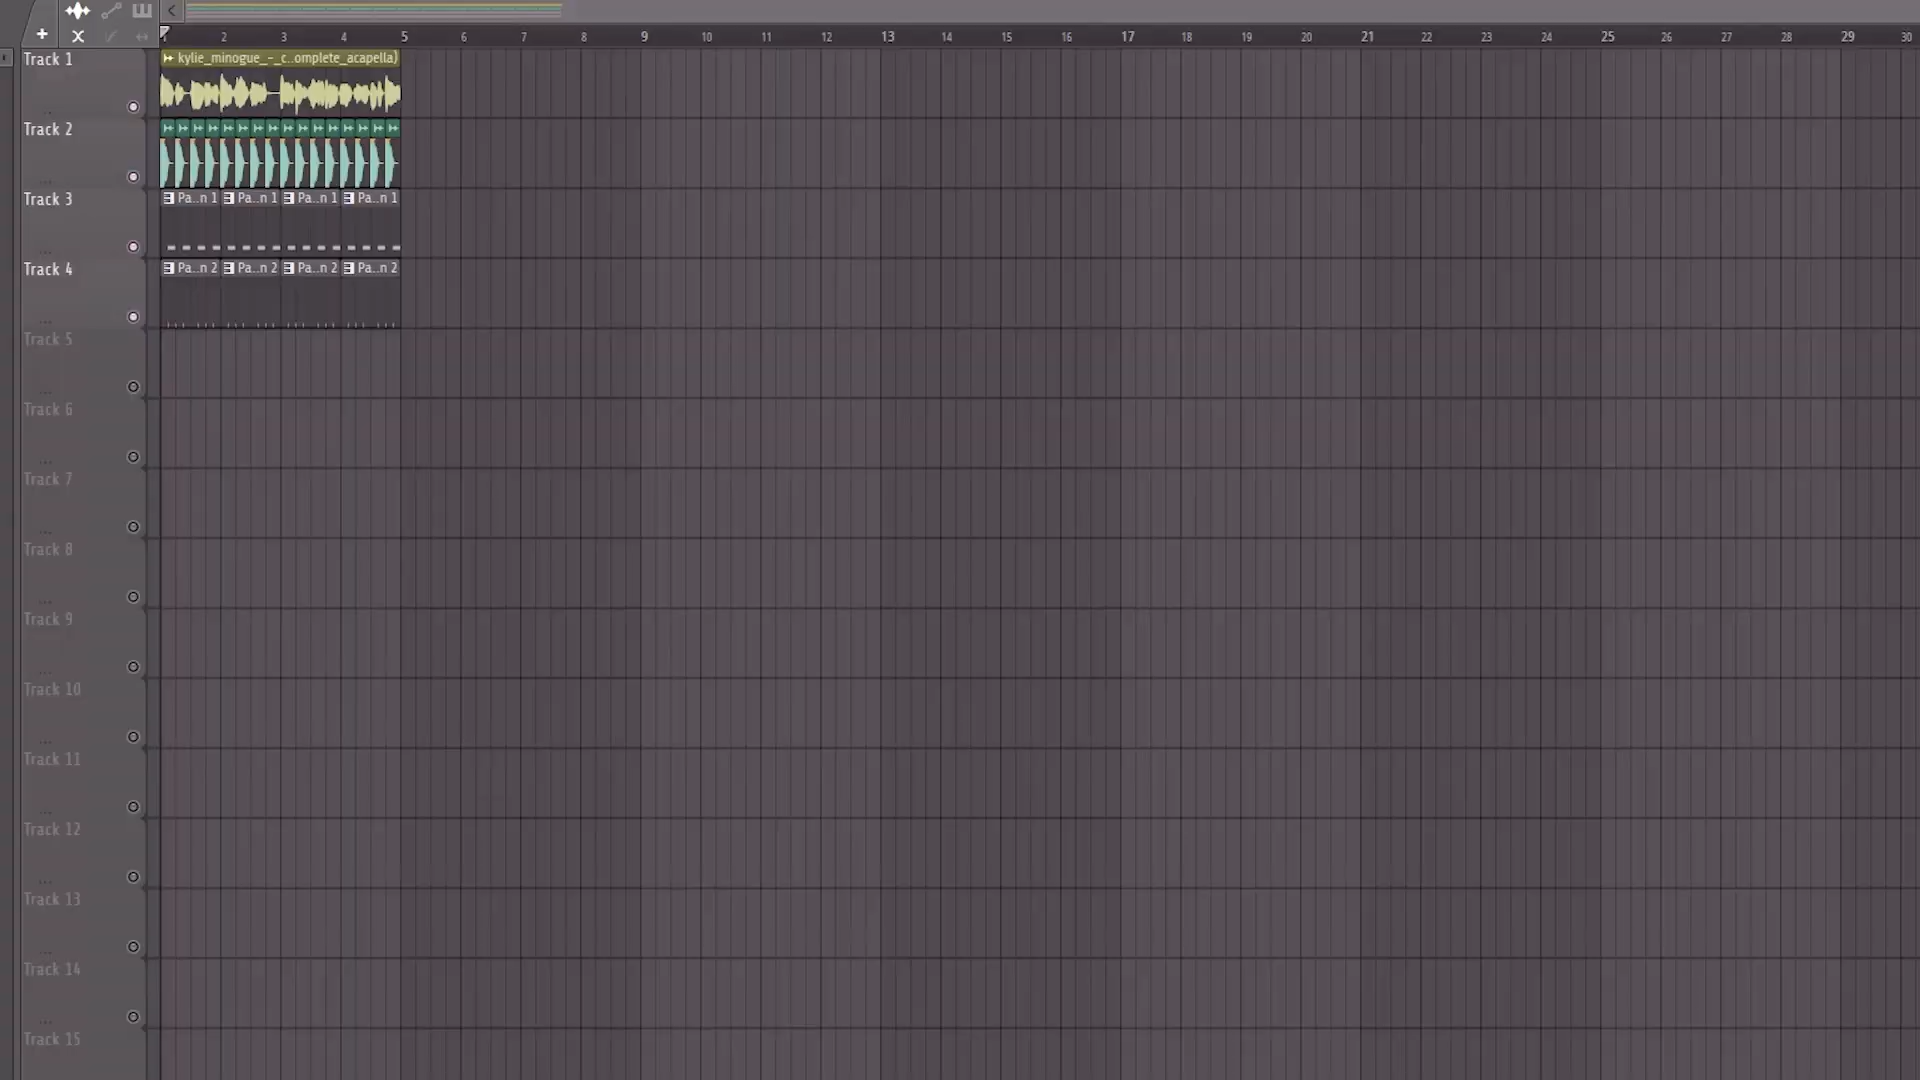 2 3 4 5 6 7 8 9 10 11 12 13 14 15 16 17 18 19 20 21 22 23 24 25 26 27 28 29 30
Track 1
kylie_minogue_-_c..omplete_acapella)
Track 2
Track 3
Pa..n 1 Pa..n 1 Pa..n 1 Pa..n 1
Track 4
Pa..n 2 Pa..n 2 Pa..n 2 Pa..n 2
Track 5
Track 6
Track 7
Track 8
Track 9
Track 10
Track 11
Track 12
Track 13
Track 14
Track 15